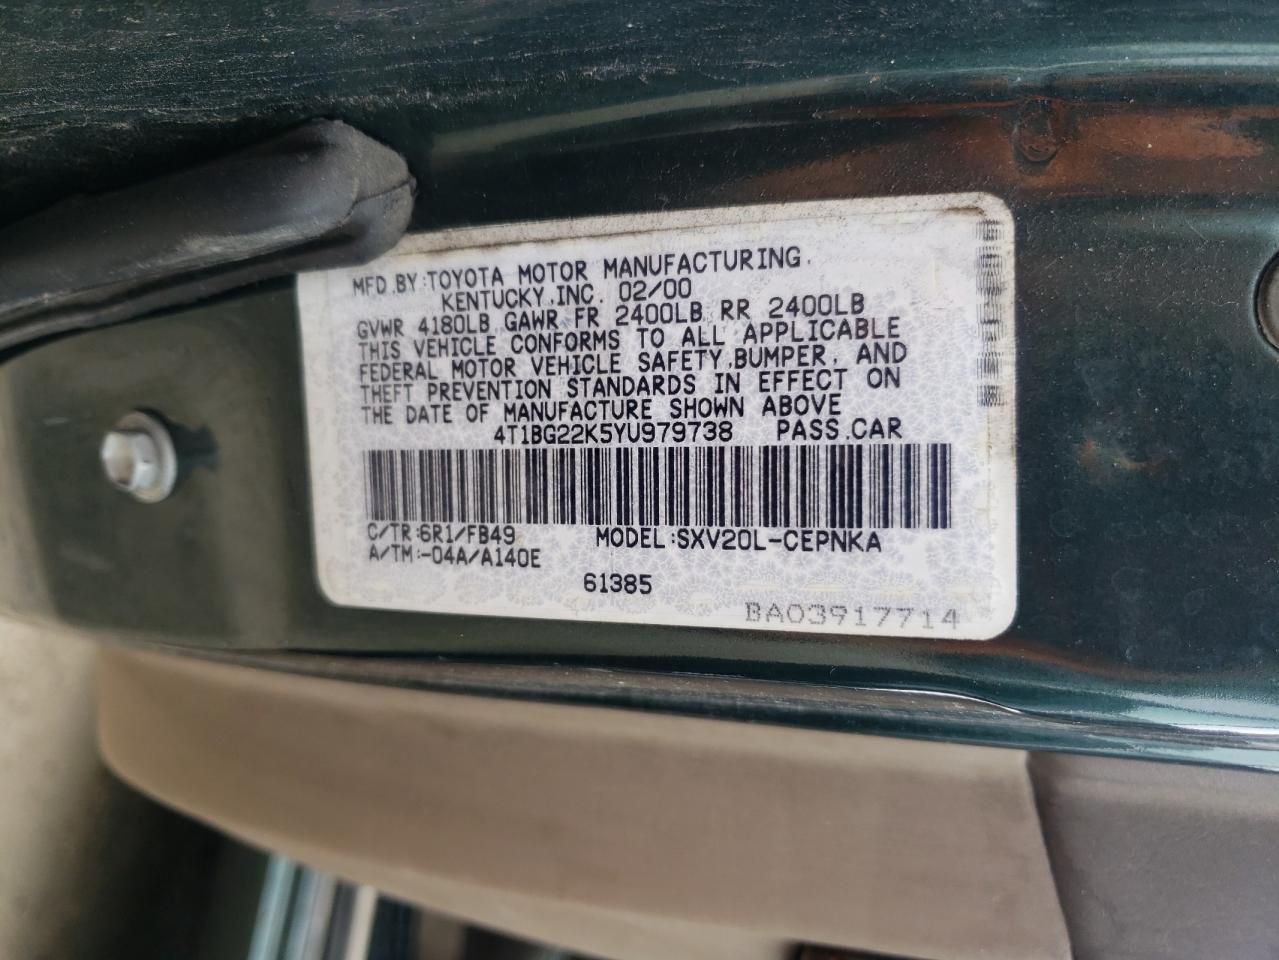 MFD.BY:TOYOTA MOTOR MANUFACTURING,
KENTUCKY,INC. 02/00
GVWR 4180LB GAWR FR 2400LB RR 2400LB
THIS VEHICLE CONFORMS TO ALL APPLICABLE
FEDERAL MOTOR VEHICLE SAFETY,BUMPER, AND
THEFT PREVENTION STANDARDS IN EFFECT ON
THE DATE OF MANUFACTURE SHOWN ABOVE
4T1BG22K5YU979738 PASS.CAR
C/TR:6R1/FB49 MODEL:SXV20L-CEPNKA
A/TM:-04A/A140E
61385
BA03917714